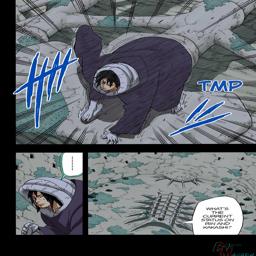 TMP
........
WHAT'S
THE
CURRENT
STATUS ON
RIN AND
KAKASHI?